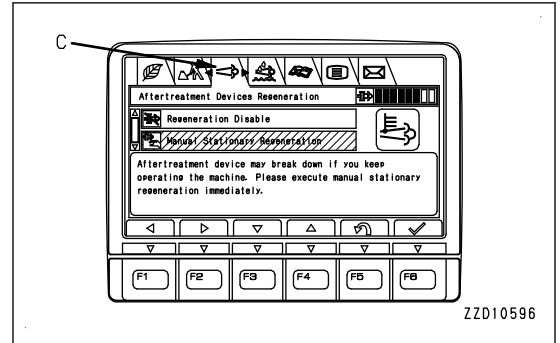 C
Aftertreatment Devices Regeneration
Regeneration Disable
Manual Stationary Regeneration
Aftertreatment device may break down if you keep
operating the machine. Please execute manual stationary
regeneration immediately.
F1 F2 F3 F4 F5 F6
ZZD10596